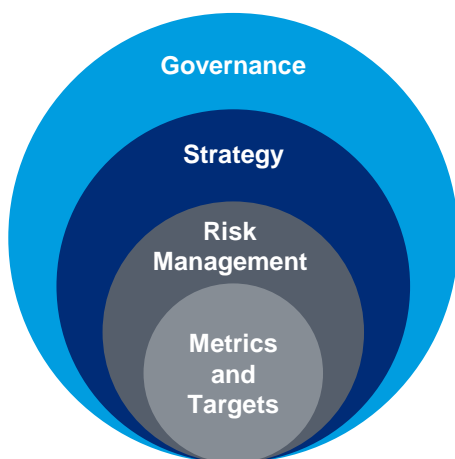 Governance
Strategy
Risk
Management
Metrics
and
Targets